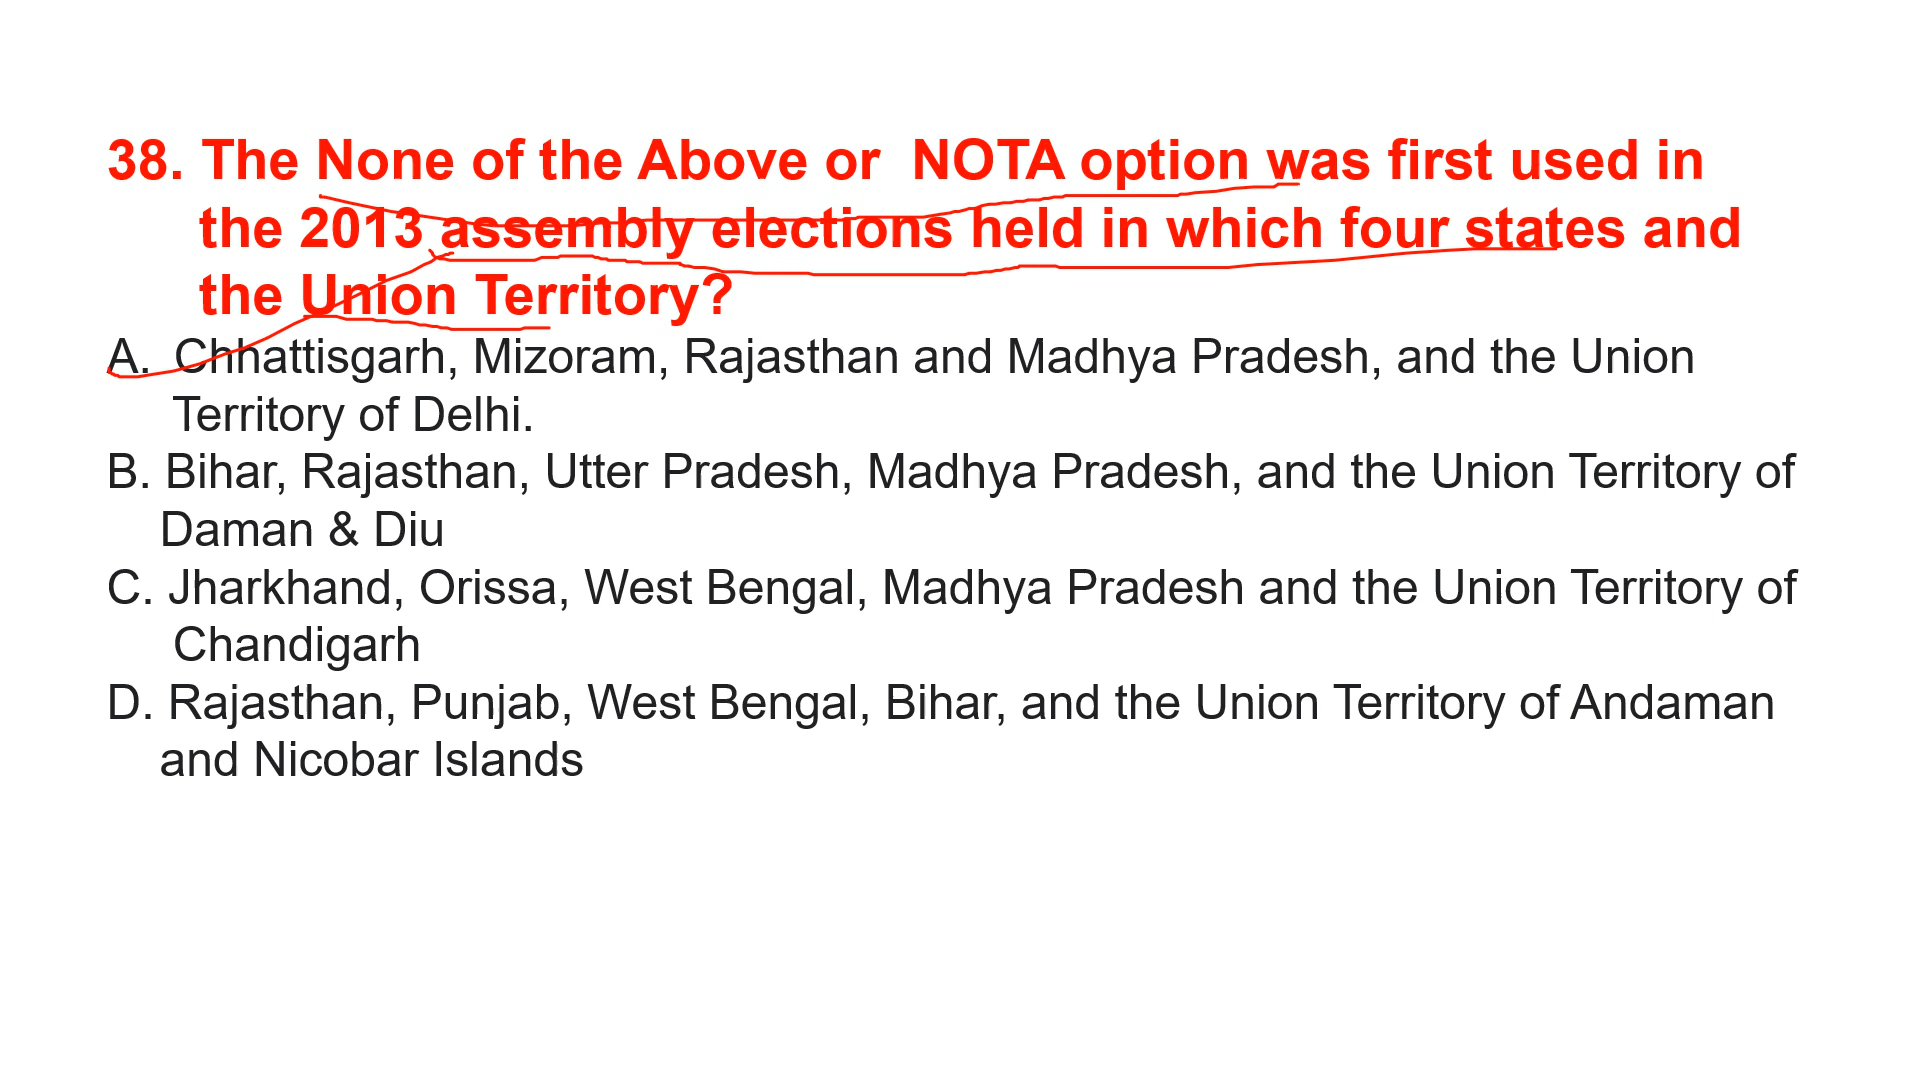 38. The None of the Above or NOTA option was first used in
the 2013 assembly elections held in which four states and
the Union Territory?
A. Chhattisgarh, Mizoram, Rajasthan and Madhya Pradesh, and the Union
Territory of Delhi.
B. Bihar, Rajasthan, Utter Pradesh, Madhya Pradesh, and the Union Territory of
Daman & Diu
C. Jharkhand, Orissa, West Bengal, Madhya Pradesh and the Union Territory of
Chandigarh
D. Rajasthan, Punjab, West Bengal, Bihar, and the Union Territory of Andaman
and Nicobar Islands